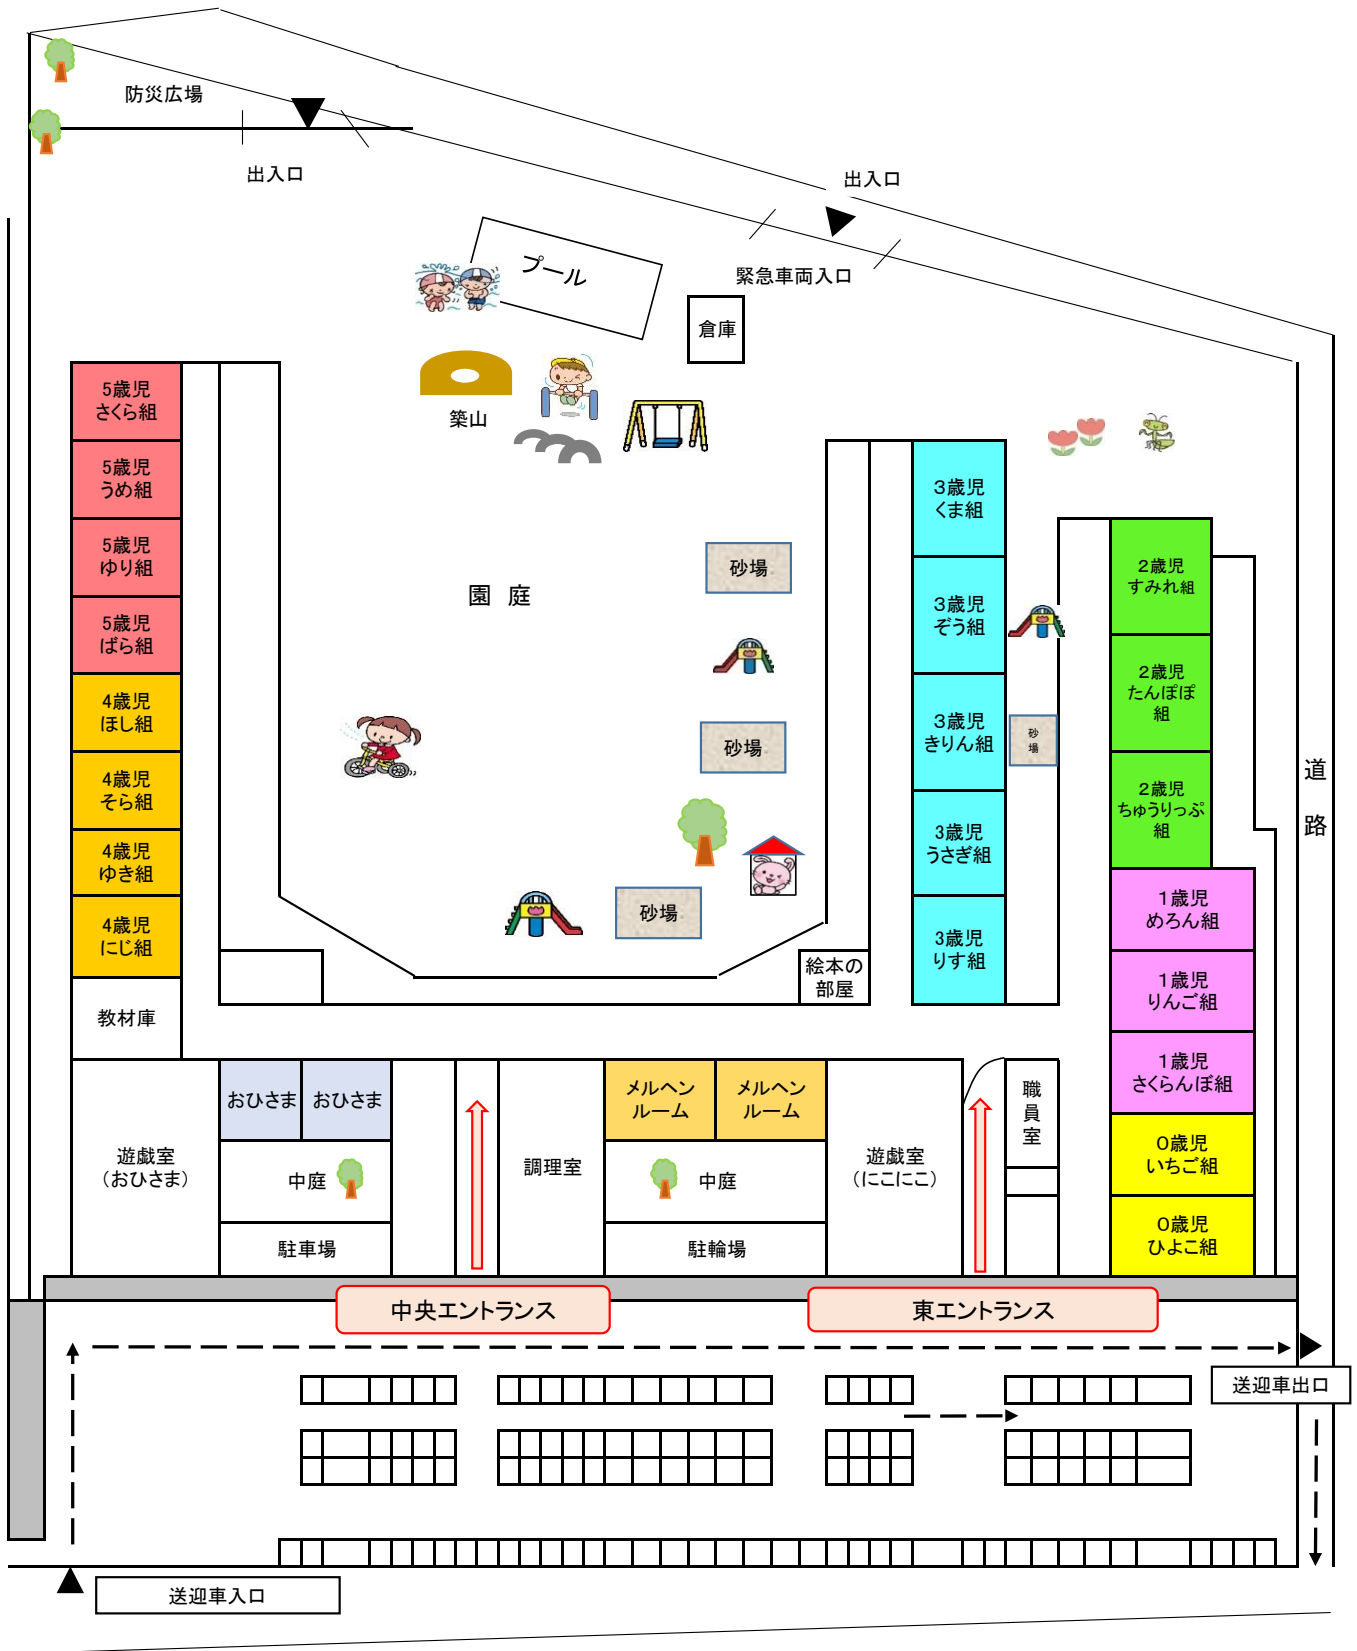 防災広場
出入口
出入口
緊急車両入口
プール
倉庫
築山
園 庭
砂場
砂場
砂場
砂
場
5歳児
さくら組
5歳児
うめ組
5歳児
ゆり組
5歳児
ばら組
4歳児
ほし組
4歳児
そら組
4歳児
ゆき組
4歳児
にじ組
教材庫
3歳児
くま組
3歳児
ぞう組
3歳児
きりん組
3歳児
うさぎ組
3歳児
りす組
絵本の
部屋
2歳児
すみれ組
2歳児
たんぽぽ
組
2歳児
ちゅうりっぷ
組
1歳児
めろん組
1歳児
りんご組
1歳児
さくらんぼ組
0歳児
いちご組
0歳児
ひよこ組
道
路
遊戯室
（おひさま）
おひさま
おひさま
中庭
駐車場
調理室
メルヘン
ルーム
メルヘン
ルーム
中庭
駐輪場
遊戯室
（にこにこ）
職
員
室
中央エントランス
東エントランス
送迎車出口
送迎車入口